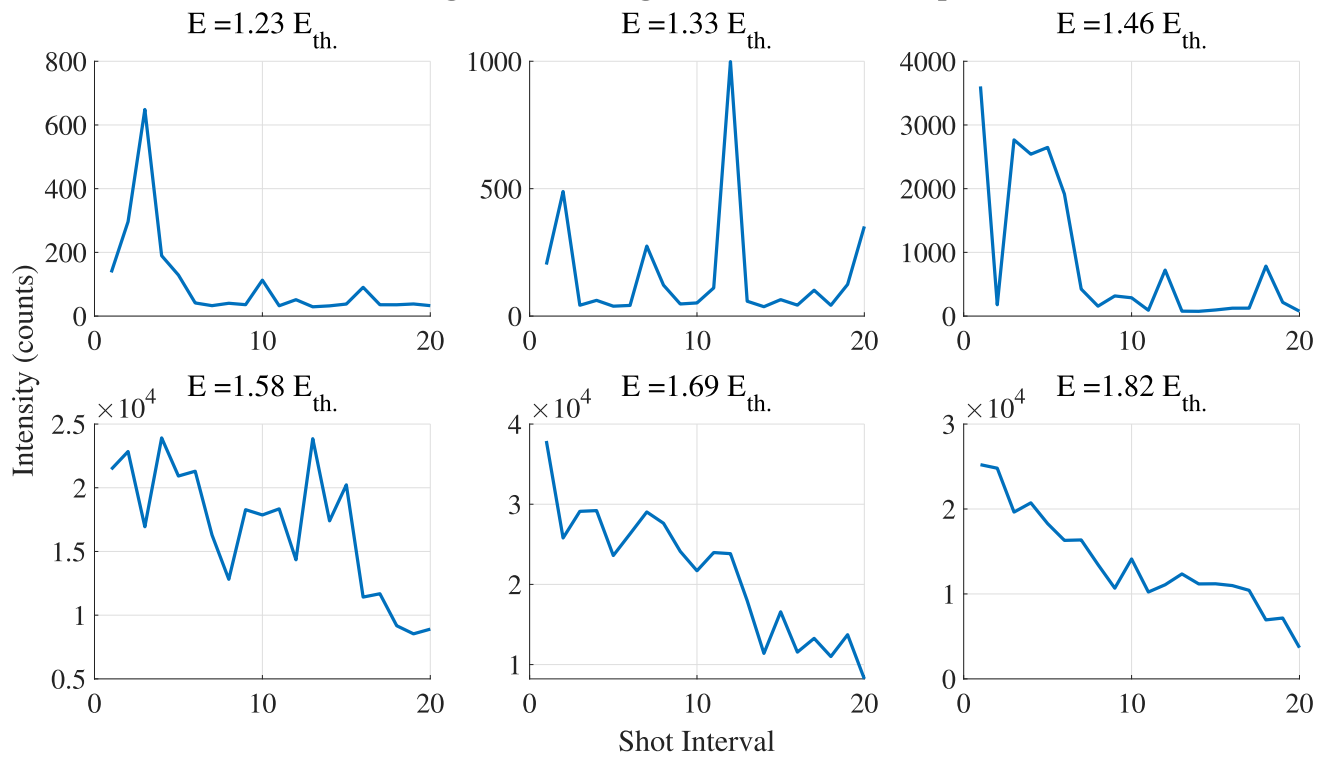 E =1.23 E_th.
800
600
400
200
0
0 10 20
E =1.33 E_th.
1000
500
0
0 10 20
E =1.46 E_th.
4000
3000
2000
1000
0
0 10 20
Intensity (counts)
E =1.58 E_th.
×10^4
2.5
2
1.5
1
0.5
0 10 20
E =1.69 E_th.
×10^4
4
3
2
1
0 10 20
E =1.82 E_th.
×10^4
3
2
1
0
0 10 20
Shot Interval